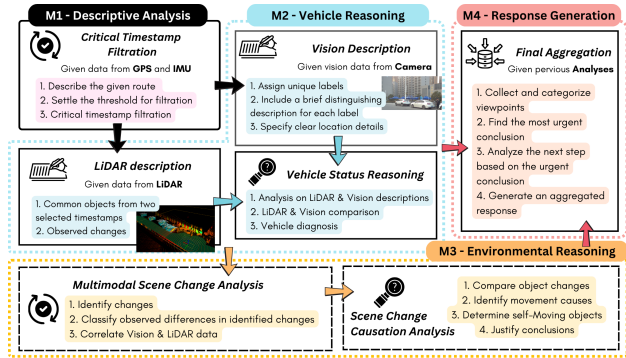 M1 - Descriptive Analysis
Critical Timestamp
Filtration
Given data from GPS and IMU
1. Describe the given route
2. Settle the threshold for filtration
3. Critical timestamp filtration
M2 - Vehicle Reasoning
Vision Description
Given vision data from Camera
1. Assign unique labels
2. Include a brief distinguishing
description for each label
3. Specify clear location details
M4 - Response Generation
Final Aggregation
Given pervious Analyses
1. Collect and categorize
viewpoints
2. Find the most urgent
conclusion
3. Analyze the next step
based on the urgent
conclusion
4. Generate an aggregated
response
LiDAR description
Given data from LiDAR
1. Common objects from two
selected timestamps
2. Observed changes
Vehicle Status Reasoning
1. Analysis on LiDAR & Vision descriptions
2. LiDAR & Vision comparison
3. Vehicle diagnosis
M3 - Environmental Reasoning
Multimodal Scene Change Analysis
1. Identify changes
2. Classify observed differences in identified changes
3. Correlate Vision & LiDAR data
Scene Change
Causation Analysis
1. Compare object changes
2. Identify movement causes
3. Determine self-Moving objects
4. Justify conclusions